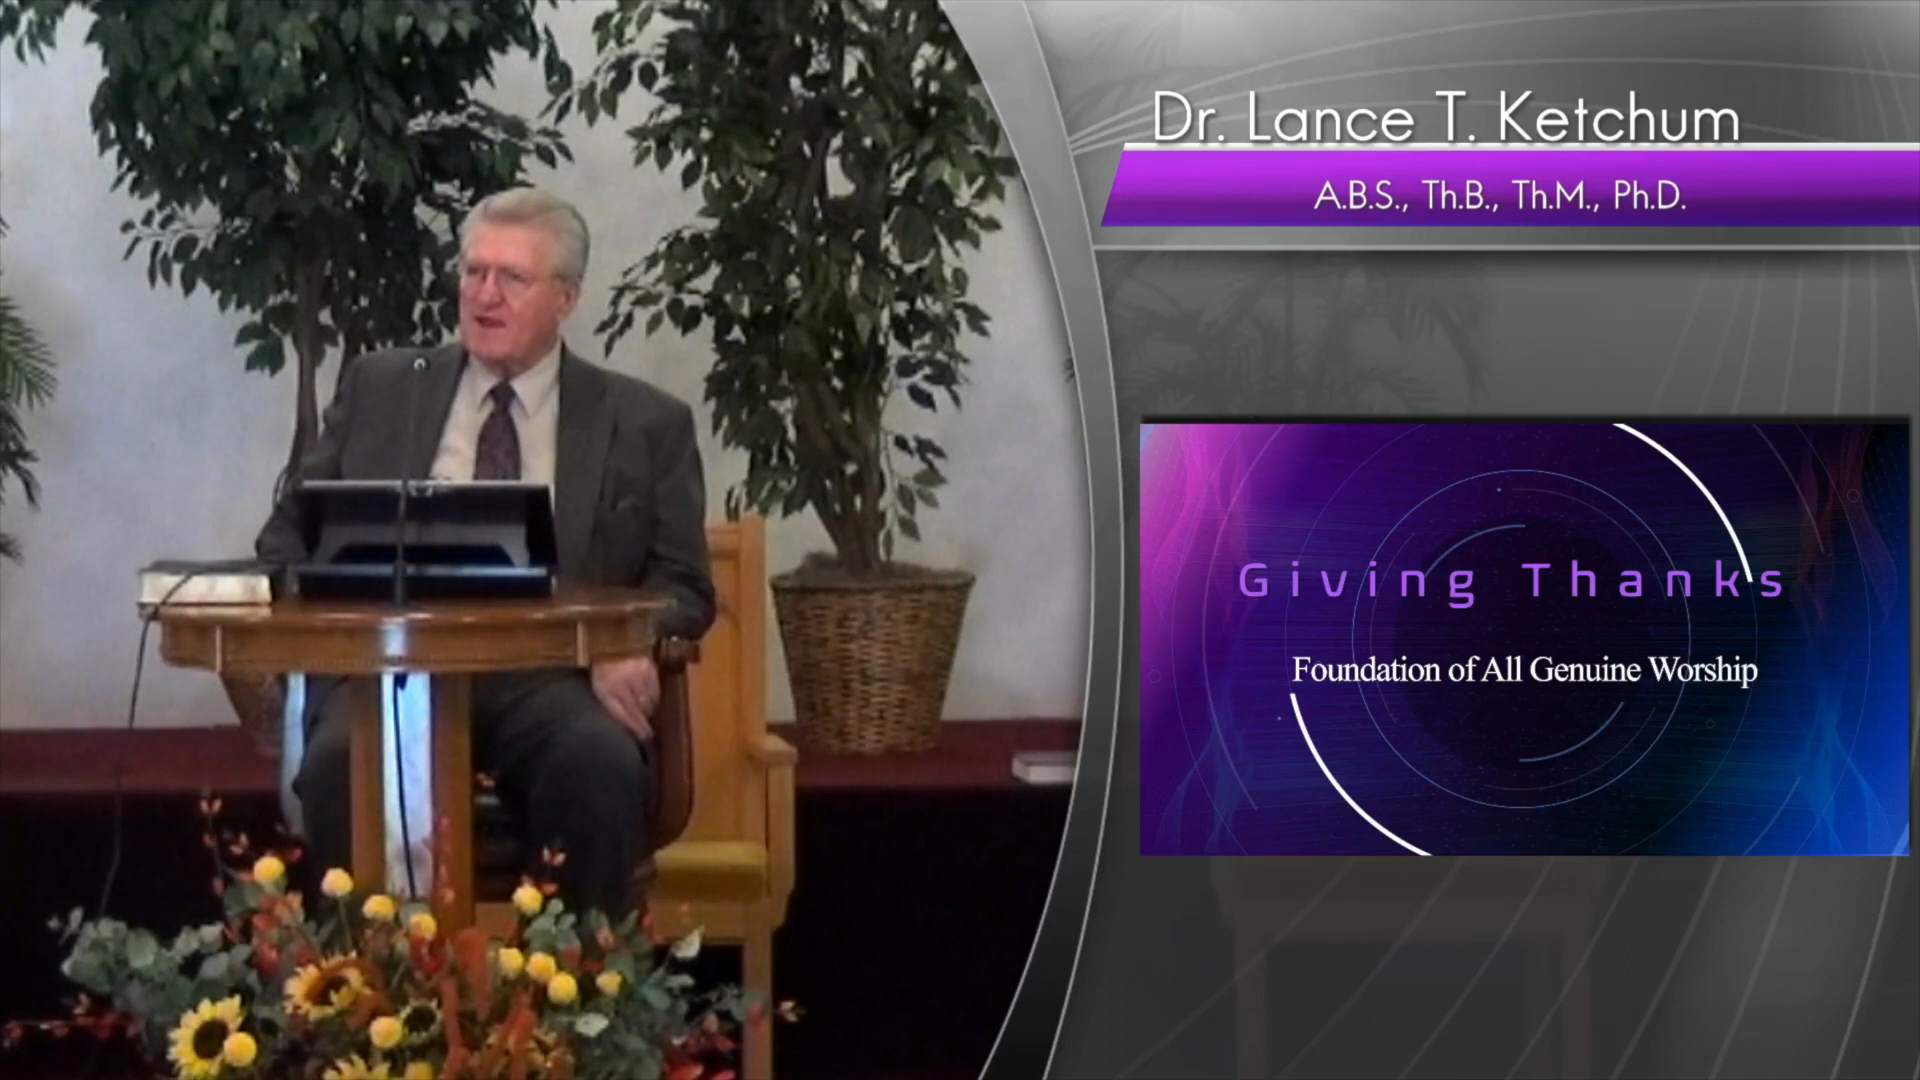 Dr. Lance T. Ketchum
A.B.S., Th.B., Th.M., Ph.D.
Giving Thanks
Foundation of All Genuine Worship